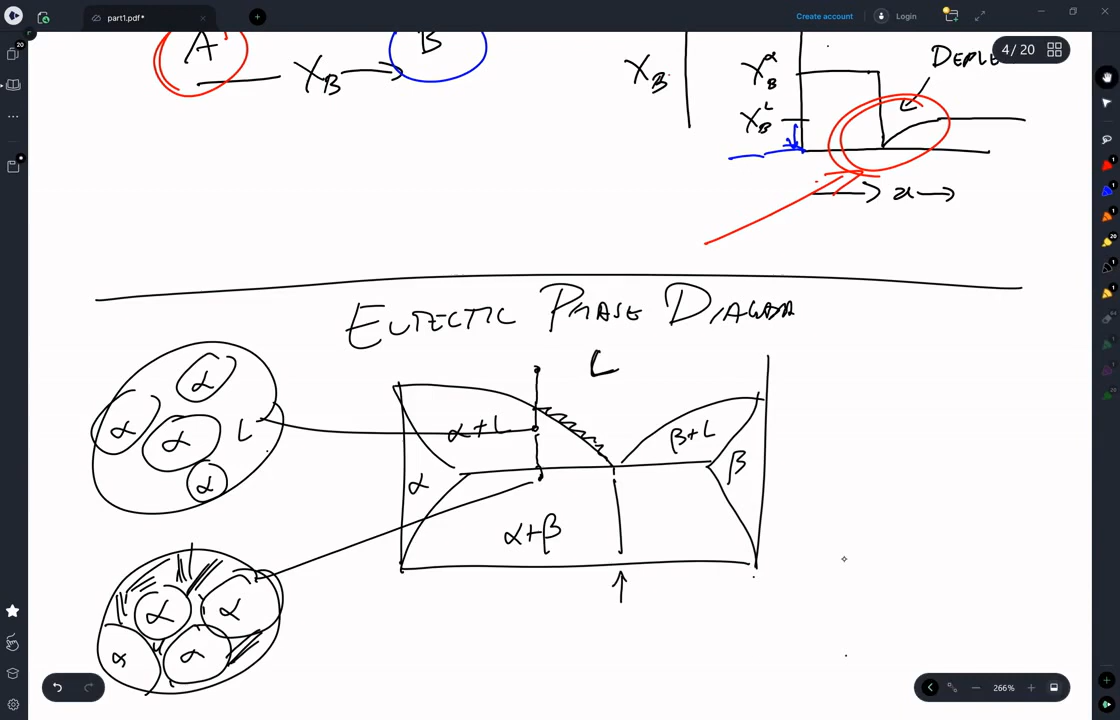 part1.pdf*
Create account
Login
4/20
A
X_B
B
X_B
X_B^α
X_B^L
DEPLE
x
EUTECTIC PHASE DIAGRAM
L
α
α
α
α
L
α+L
β+L
α
β
α+β
α
α
α
α
266%